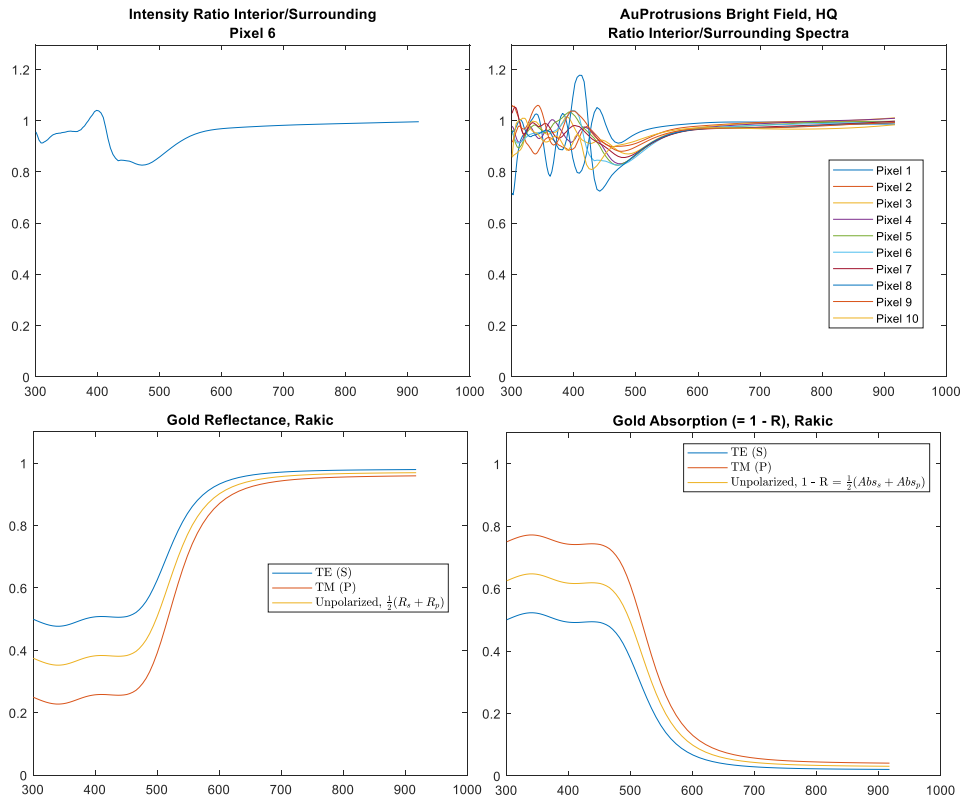 Intensity Ratio Interior/Surrounding
Pixel 6
1.2
1
0.8
0.6
0.4
0.2
0
300 400 500 600 700 800 900 1000
AuProtrusions Bright Field, HQ
Ratio Interior/Surrounding Spectra
1.2
1
0.8
0.6
0.4
0.2
0
Pixel 1
Pixel 2
Pixel 3
Pixel 4
Pixel 5
Pixel 6
Pixel 7
Pixel 8
Pixel 9
Pixel 10
300 400 500 600 700 800 900 1000
Gold Reflectance, Rakic
1
0.8
0.6
0.4
0.2
0
TE (S)
TM (P)
Unpolarized, ½(R_s + R_p)
300 400 500 600 700 800 900 1000
Gold Absorption (= 1 - R), Rakic
1
0.8
0.6
0.4
0.2
0
TE (S)
TM (P)
Unpolarized, 1 - R = ½(Abs_s + Abs_p)
300 400 500 600 700 800 900 1000